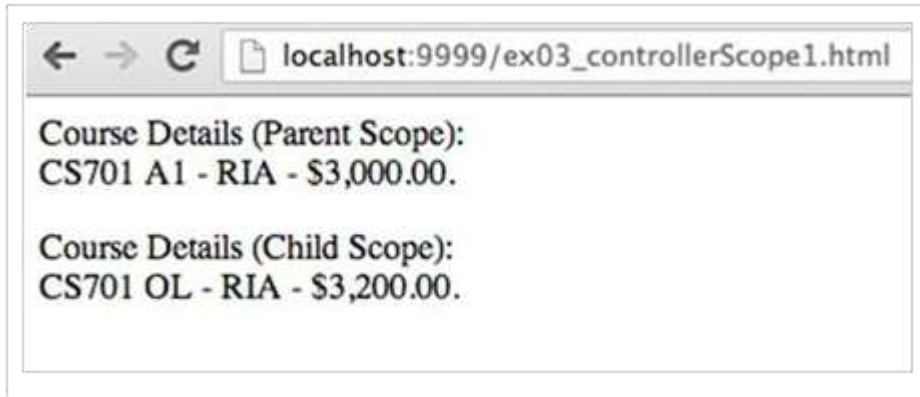 localhost:9999/ex03_controllerScope1.html
Course Details (Parent Scope):
CS701 A1 - RIA - $3,000.00.
Course Details (Child Scope):
CS701 OL - RIA - $3,200.00.